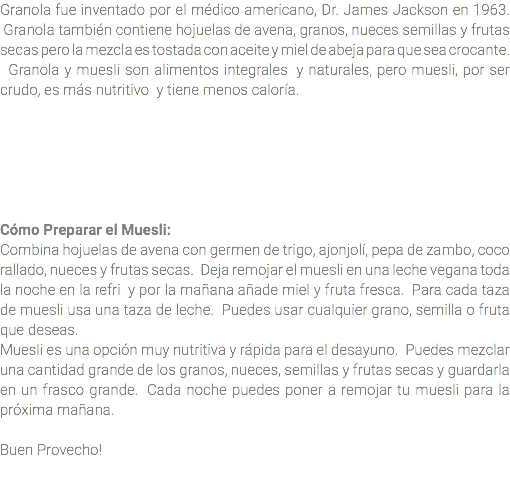 Granola fue inventado por el médico americano, Dr. James Jackson en 1963.
Granola también contiene hojuelas de avena, granos, nueces semillas y frutas
secas pero la mezcla es tostada con aceite y miel de abeja para que sea crocante.
Granola y muesli son alimentos integrales y naturales, pero muesli, por ser
crudo, es más nutritivo y tiene menos caloría.
Cómo Preparar el Muesli:
Combina hojuelas de avena con germen de trigo, ajonjolí, pepa de zambo, coco
rallado, nueces y frutas secas. Deja remojar el muesli en una leche vegana toda
la noche en la refri y por la mañana añade miel y fruta fresca. Para cada taza
de muesli usa una taza de leche. Puedes usar cualquier grano, semilla o fruta
que deseas.
Muesli es una opción muy nutritiva y rápida para el desayuno. Puedes mezclar
una cantidad grande de los granos, nueces, semillas y frutas secas y guardarla
en un frasco grande. Cada noche puedes poner a remojar tu muesli para la
próxima mañana.
Buen Provecho!